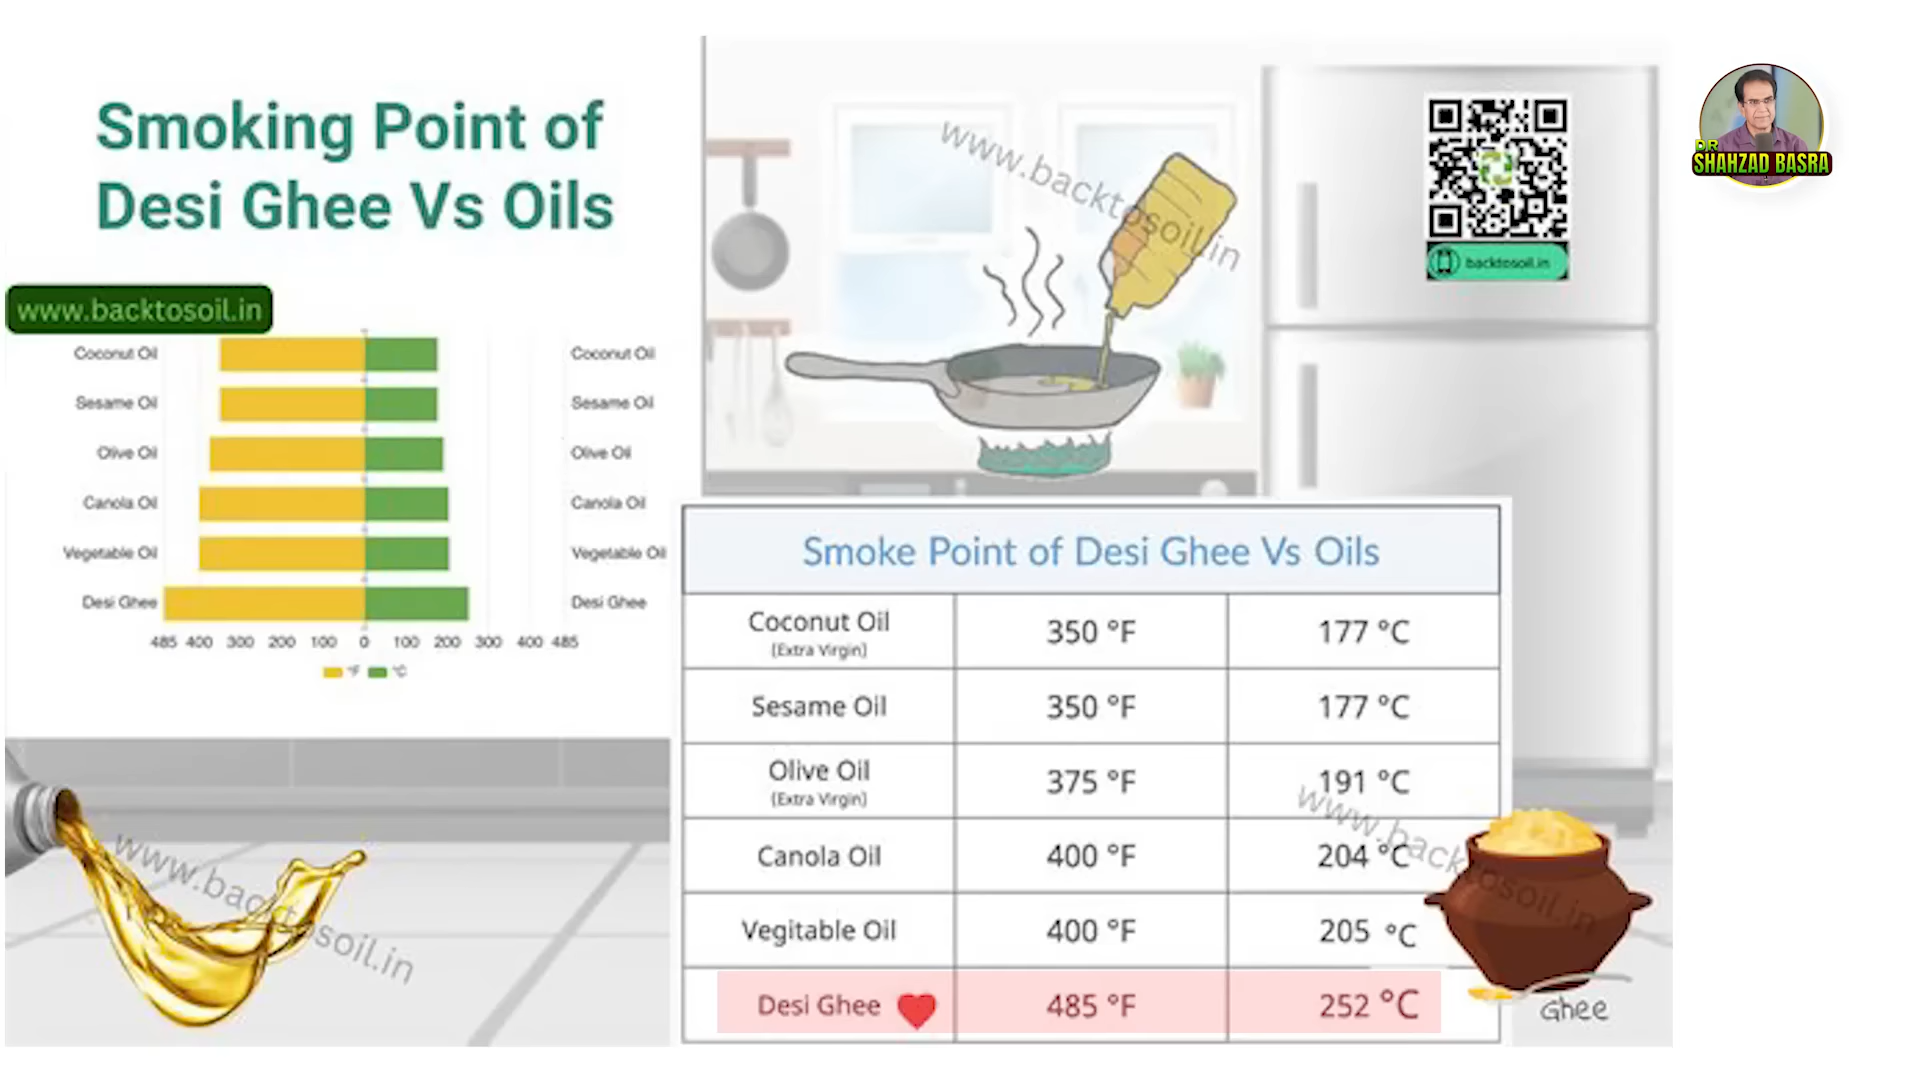 Smoking Point of
Desi Ghee Vs Oils
www.backtosoil.in
Coconut Oil
Sesame Oil
Olive Oil
Canola Oil
Vegetable Oil
Desi Ghee
Coconut Oil
Sesame Oil
Olive Oil
Canola Oil
Vegetable Oil
Desi Ghee
485 400 300 200 100 0 100 200 300 400 485
°F °C
www.backtosoil.in
www.backtosoil.in
backtosoil.in
DR
SHAHZAD BASRA
Smoke Point of Desi Ghee Vs Oils
Coconut Oil 350 °F 177 °C
(Extra Virgin)
Sesame Oil 350 °F 177 °C
Olive Oil 375 °F 191 °C
(Extra Virgin)
Canola Oil 400 °F 204 °C
Vegitable Oil 400 °F 205 °C
Desi Ghee 485 °F 252 °C
www.backtosoil.in
Ghee